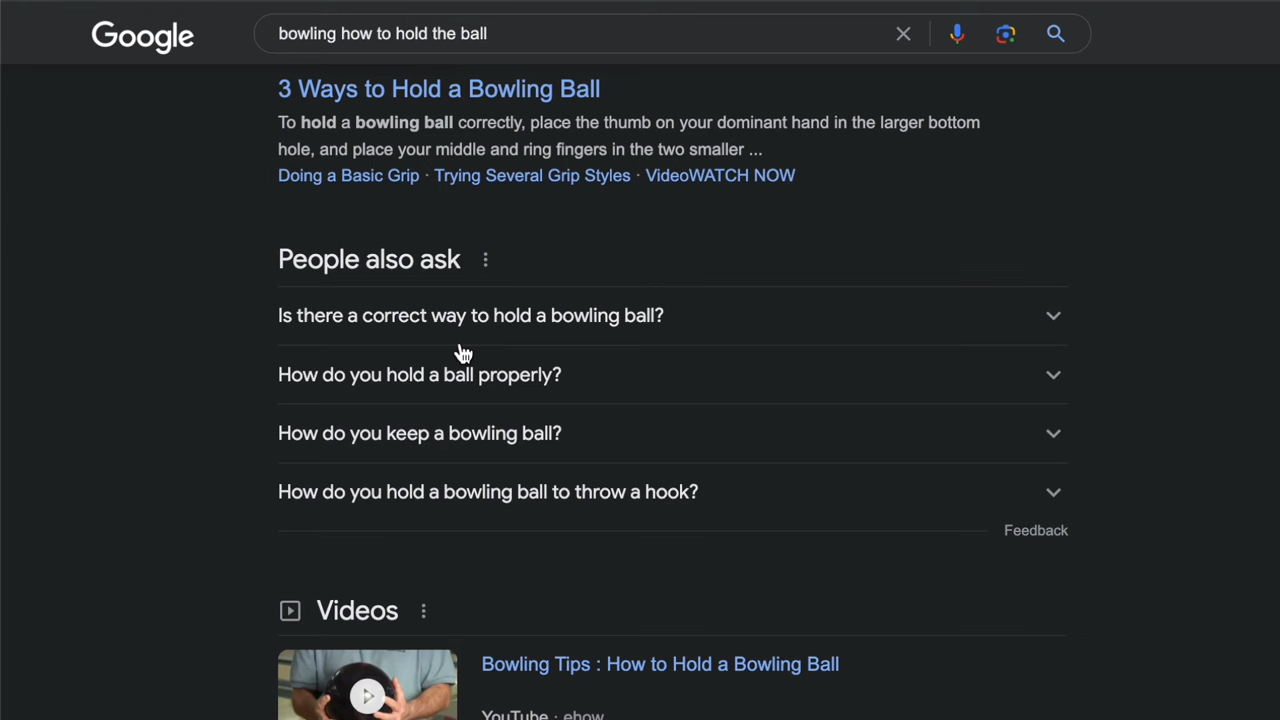 Google
bowling how to hold the ball
3 Ways to Hold a Bowling Ball
To hold a bowling ball correctly, place the thumb on your dominant hand in the larger bottom
hole, and place your middle and ring fingers in the two smaller ...
Doing a Basic Grip · Trying Several Grip Styles · VideoWATCH NOW
People also ask
Is there a correct way to hold a bowling ball?
How do you hold a ball properly?
How do you keep a bowling ball?
How do you hold a bowling ball to throw a hook?
Feedback
Videos
Bowling Tips : How to Hold a Bowling Ball
YouTube · ehow